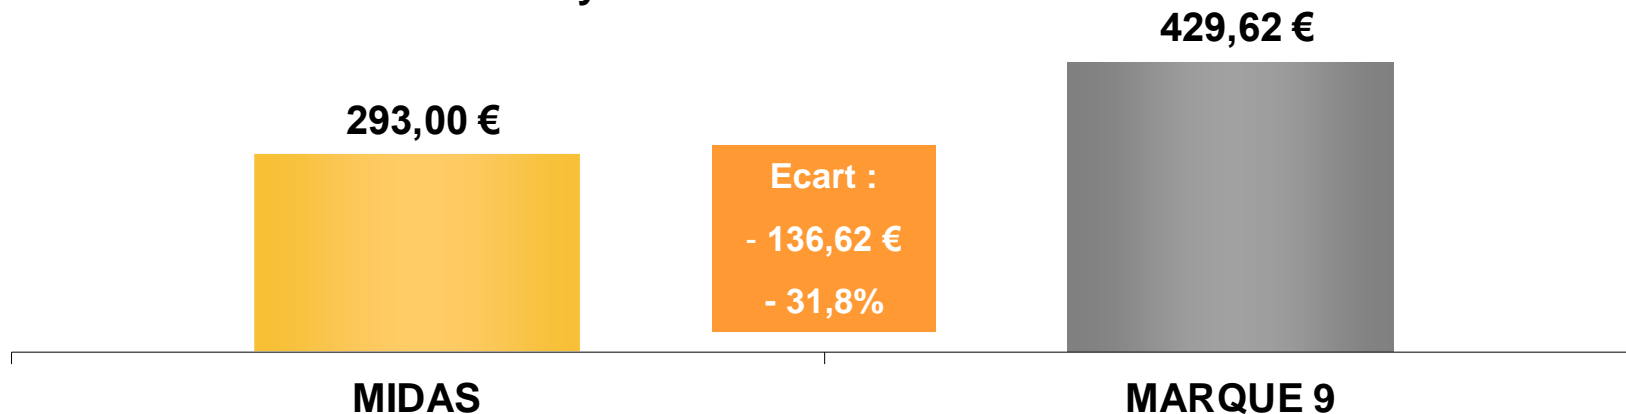 429,62 €
293,00 €
Ecart :
- 136,62 €
- 31,8%
MIDAS
MARQUE 9